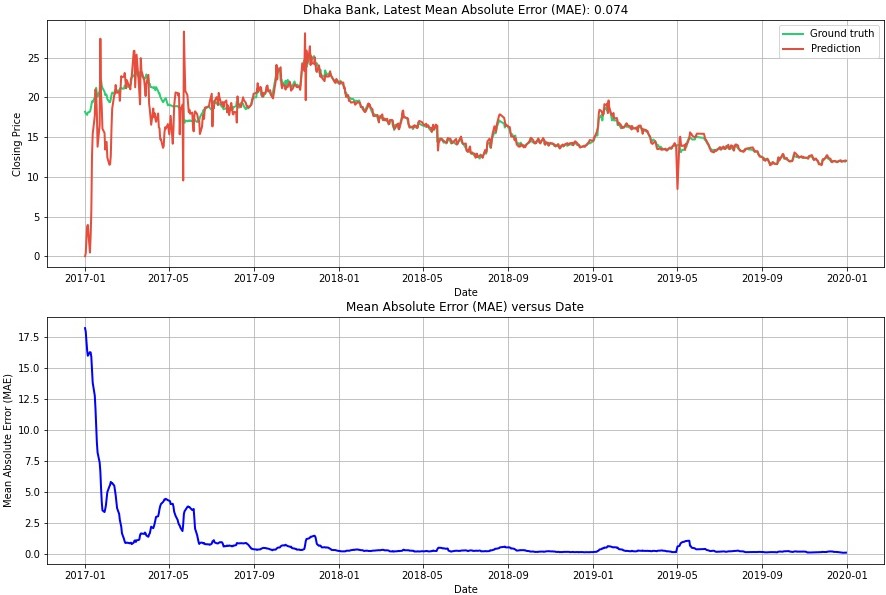 Dhaka Bank, Latest Mean Absolute Error (MAE): 0.074
Ground truth
Prediction
Closing Price
25
20
15
10
5
0
2017-01 2017-05 2017-09 2018-01 2018-05 2018-09 2019-01 2019-05 2019-09 2020-01
Date
Mean Absolute Error (MAE) versus Date
Mean Absolute Error (MAE)
17.5
15.0
12.5
10.0
7.5
5.0
2.5
0.0
2017-01 2017-05 2017-09 2018-01 2018-05 2018-09 2019-01 2019-05 2019-09 2020-01
Date